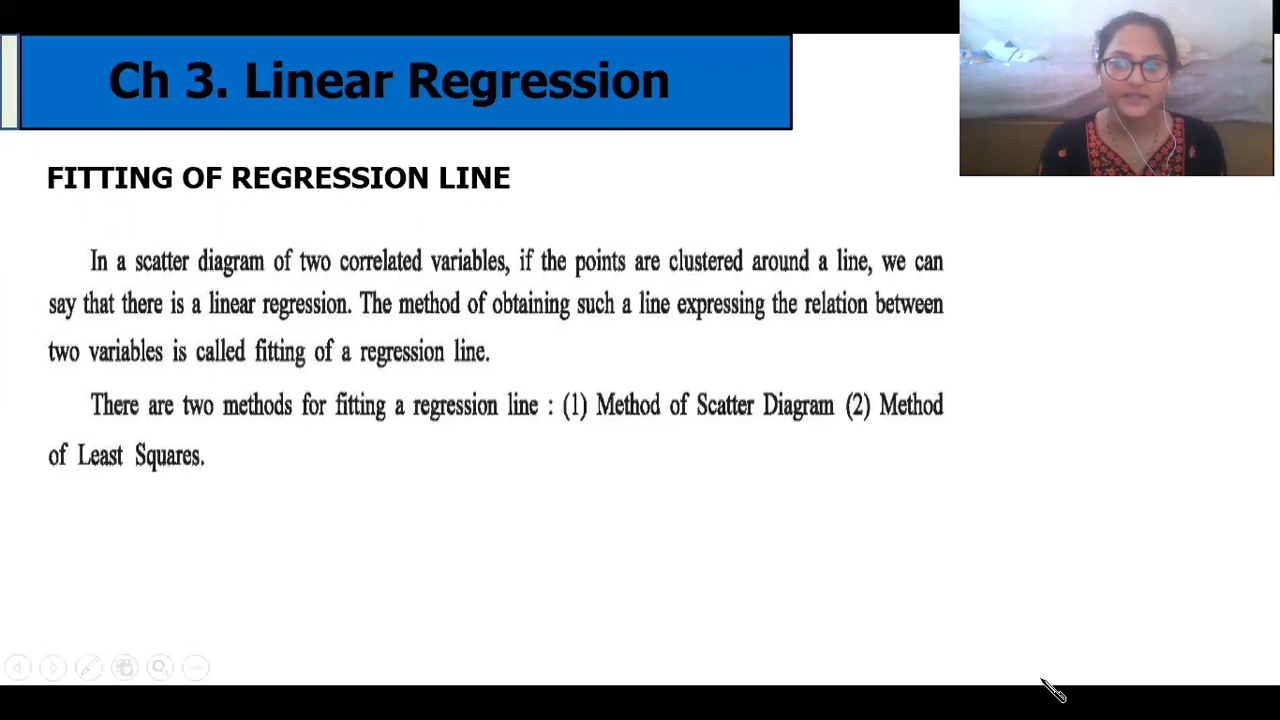 Ch 3. Linear Regression
FITTING OF REGRESSION LINE
In a scatter diagram of two correlated variables, if the points are clustered around a line, we can
say that there is a linear regression. The method of obtaining such a line expressing the relation between
two variables is called fitting of a regression line.
There are two methods for fitting a regression line : (1) Method of Scatter Diagram (2) Method
of Least Squares.